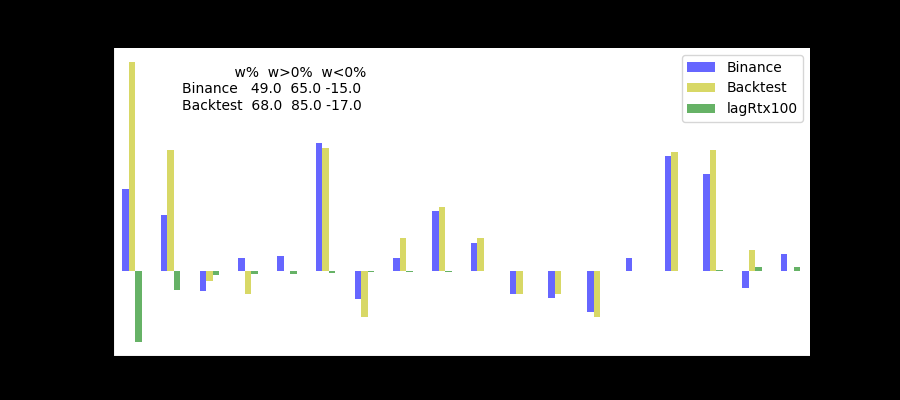 w% w>0% w<0%
Binance 49.0 65.0 -15.0
Backtest 68.0 85.0 -17.0
Binance
Backtest
lagRtx100